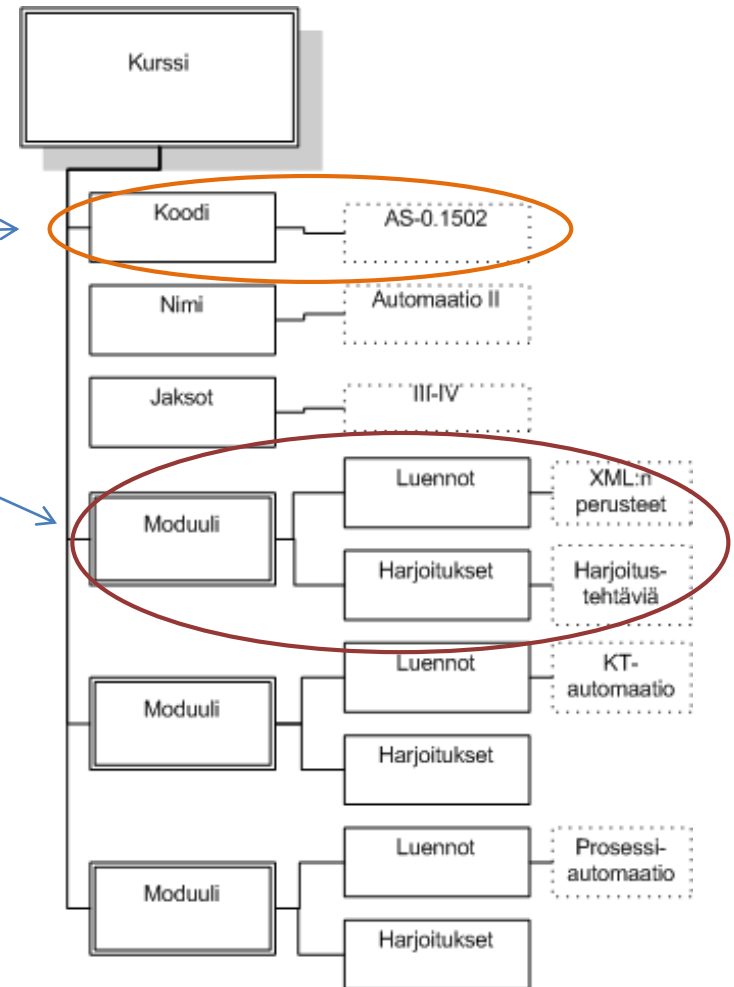 Kurssi
Koodi
AS-0.1502
Nimi
Automaatio II
Jaksot
III-IV
Moduuli
Luennot
XML:n
perusteet
Harjoitukset
Harjoitus-
tehtäviä
Moduuli
Luennot
KT-
automaatio
Harjoitukset
Moduuli
Luennot
Prosessi-
automaatio
Harjoitukset